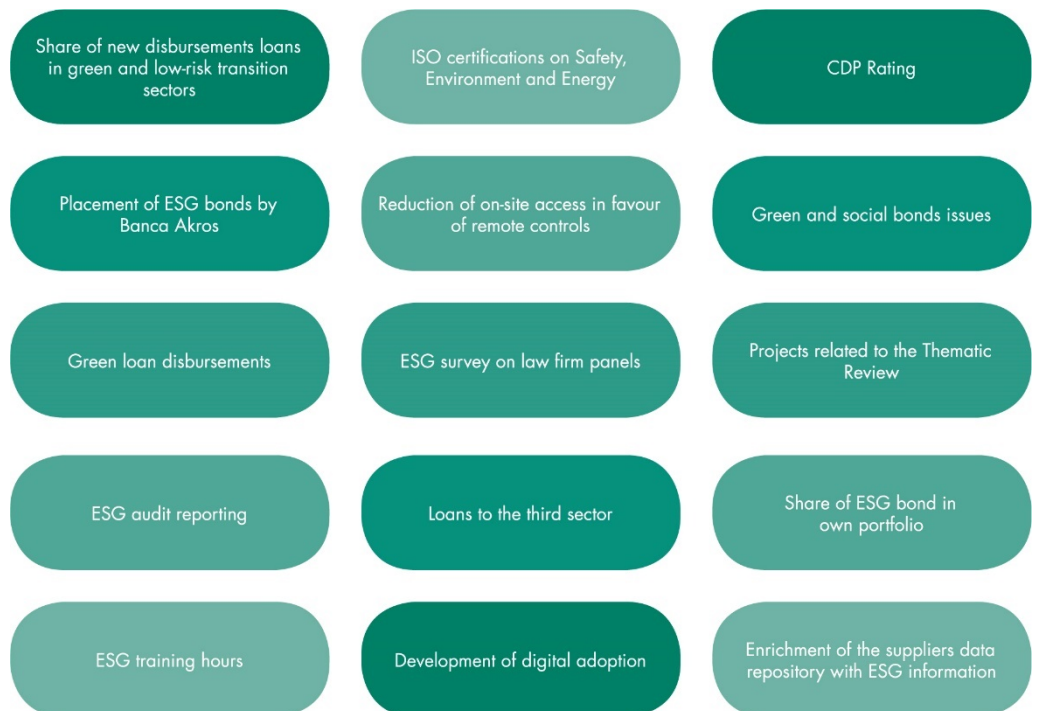 Share of new disbursements loans
in green and low-risk transition
sectors
ISO certifications on Safety,
Environment and Energy
CDP Rating
Placement of ESG bonds by
Banca Akros
Reduction of on-site access in favour
of remote controls
Green and social bonds issues
Green loan disbursements
ESG survey on law firm panels
Projects related to the Thematic
Review
ESG audit reporting
Loans to the third sector
Share of ESG bond in
own portfolio
ESG training hours
Development of digital adoption
Enrichment of the suppliers data
repository with ESG information